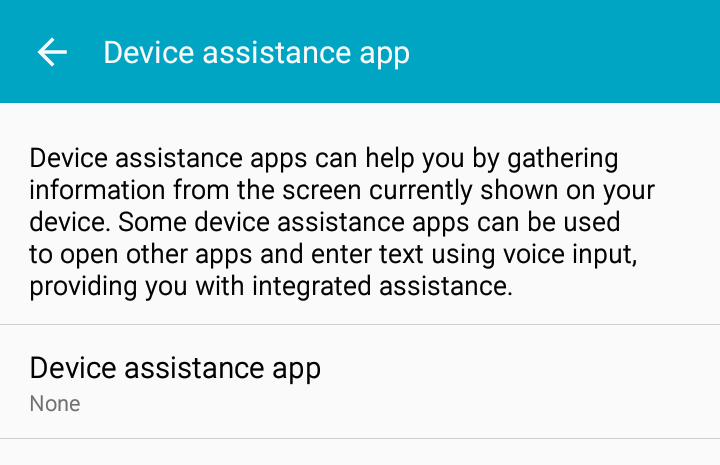 Device assistance app
Device assistance apps can help you by gathering
information from the screen currently shown on your
device. Some device assistance apps can be used
to open other apps and enter text using voice input,
providing you with integrated assistance.
Device assistance app
None